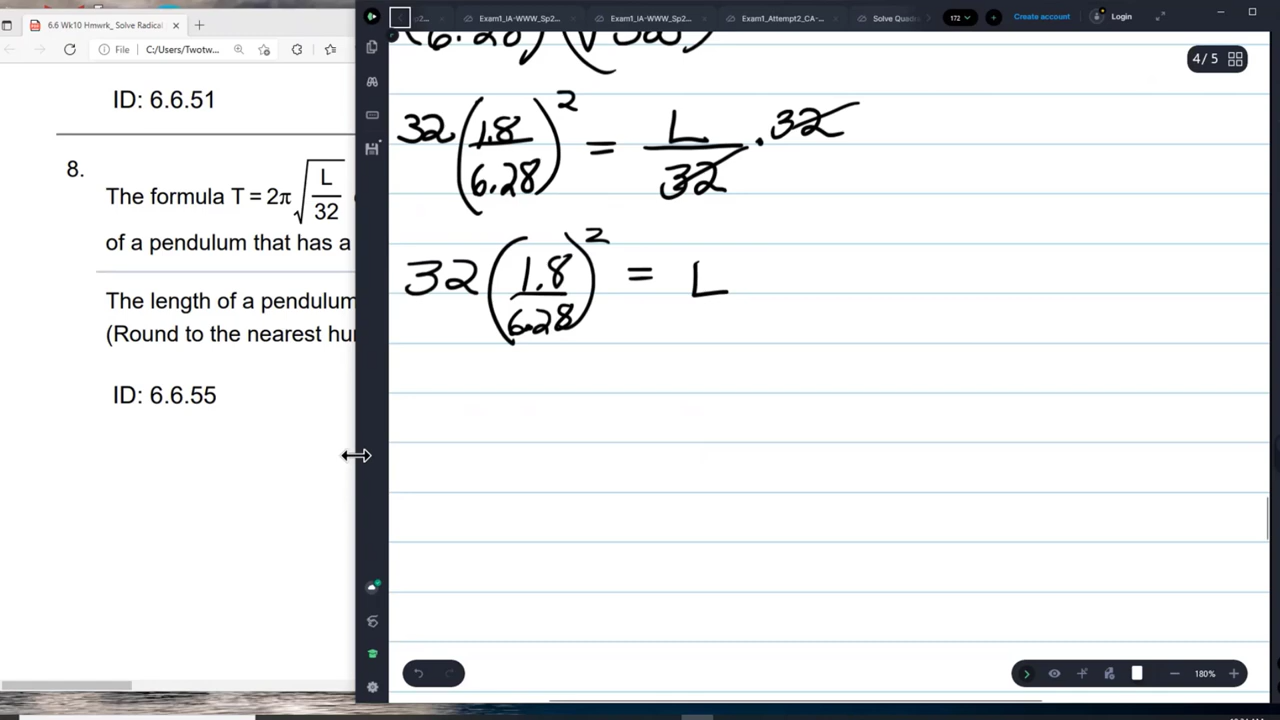 6.6 Wk10 Hmwrk_ Solve Radical
File C:/Users/Twotw...
Exam1_IA-WWW_Sp2...
Exam1_IA-WWW_Sp2...
Exam1_Attempt2_CA-
Solve Quad
172
Create account
Login
4/5
ID: 6.6.51
8.
The formula T = 2π√(L/32)
of a pendulum that has a
The length of a pendulum
(Round to the nearest hu
ID: 6.6.55
32(1.8/6.28)² = L/32 · 32
32(1.8/6.28)² = L
180%